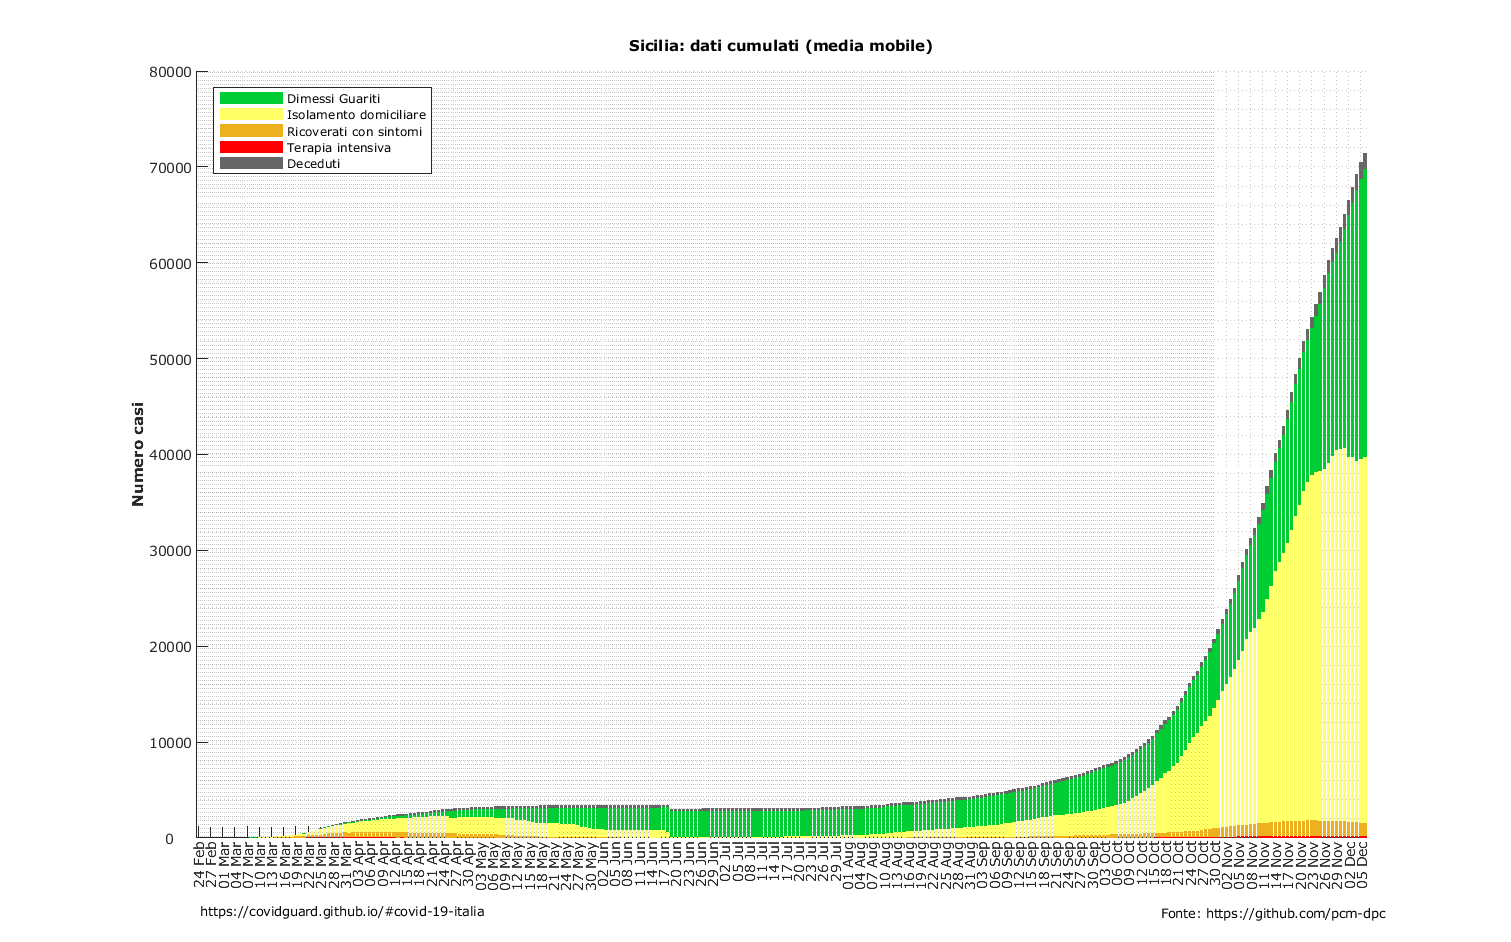 Sicilia: dati cumulati (media mobile)
80000
70000
60000
50000
40000
30000
20000
10000
0
Numero casi
Dimessi Guariti
Isolamento domiciliare
Ricoverati con sintomi
Terapia intensiva
Deceduti
24 Feb
27 Feb
01 Mar
04 Mar
07 Mar
10 Mar
13 Mar
16 Mar
19 Mar
22 Mar
25 Mar
28 Mar
31 Mar
03 Apr
06 Apr
09 Apr
12 Apr
15 Apr
18 Apr
21 Apr
24 Apr
27 Apr
30 Apr
03 May
06 May
09 May
12 May
15 May
18 May
21 May
24 May
27 May
30 May
02 Jun
05 Jun
08 Jun
11 Jun
14 Jun
17 Jun
20 Jun
23 Jun
26 Jun
29 Jun
02 Jul
05 Jul
08 Jul
11 Jul
14 Jul
17 Jul
20 Jul
23 Jul
26 Jul
29 Jul
01 Aug
04 Aug
07 Aug
10 Aug
13 Aug
16 Aug
19 Aug
22 Aug
25 Aug
28 Aug
31 Aug
03 Sep
06 Sep
09 Sep
12 Sep
15 Sep
18 Sep
21 Sep
24 Sep
27 Sep
30 Sep
03 Oct
06 Oct
09 Oct
12 Oct
15 Oct
18 Oct
21 Oct
24 Oct
27 Oct
30 Oct
02 Nov
05 Nov
08 Nov
11 Nov
14 Nov
17 Nov
20 Nov
23 Nov
26 Nov
29 Nov
02 Dec
05 Dec
https://covidguard.github.io/#covid-19-italia
Fonte: https://github.com/pcm-dpc